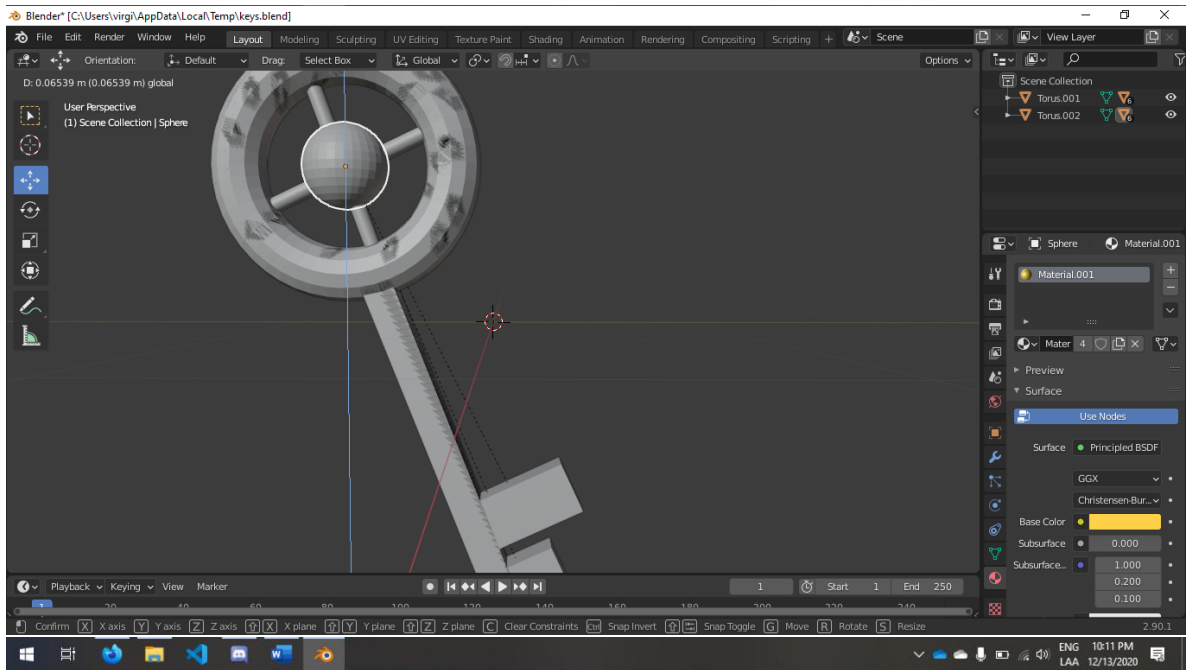 Blender* [C:\Users\virgi\AppData\Local\Temp\keys.blend]
File Edit Render Window Help Layout Modeling Sculpting UV Editing Texture Paint Shading Animation Rendering Compositing Scripting + Scene View Layer
Orientation: Default Drag: Select Box Global Options
D: 0.06539 m (0.06539 m) global
User Perspective
(1) Scene Collection | Sphere
Scene Collection
Torus.001 6
Torus.002 6
Sphere Material.001
Material.001
Mater 4
Preview
Surface
Use Nodes
Surface Principled BSDF
GGX
Christensen-Bur...
Base Color
Subsurface 0.000
Subsurface... 1.000
0.200
0.100
Playback Keying View Marker 1 Start 1 End 250
1 20 40 60 80 100 120 140 160 180 200 220 240
Confirm X X axis Y Y axis Z Z axis X X plane Y Y plane Z Z plane C Clear Constraints Ctrl Snap Invert Snap Toggle G Move R Rotate S Resize 2.90.1
ENG 10:11 PM
LAA 12/13/2020